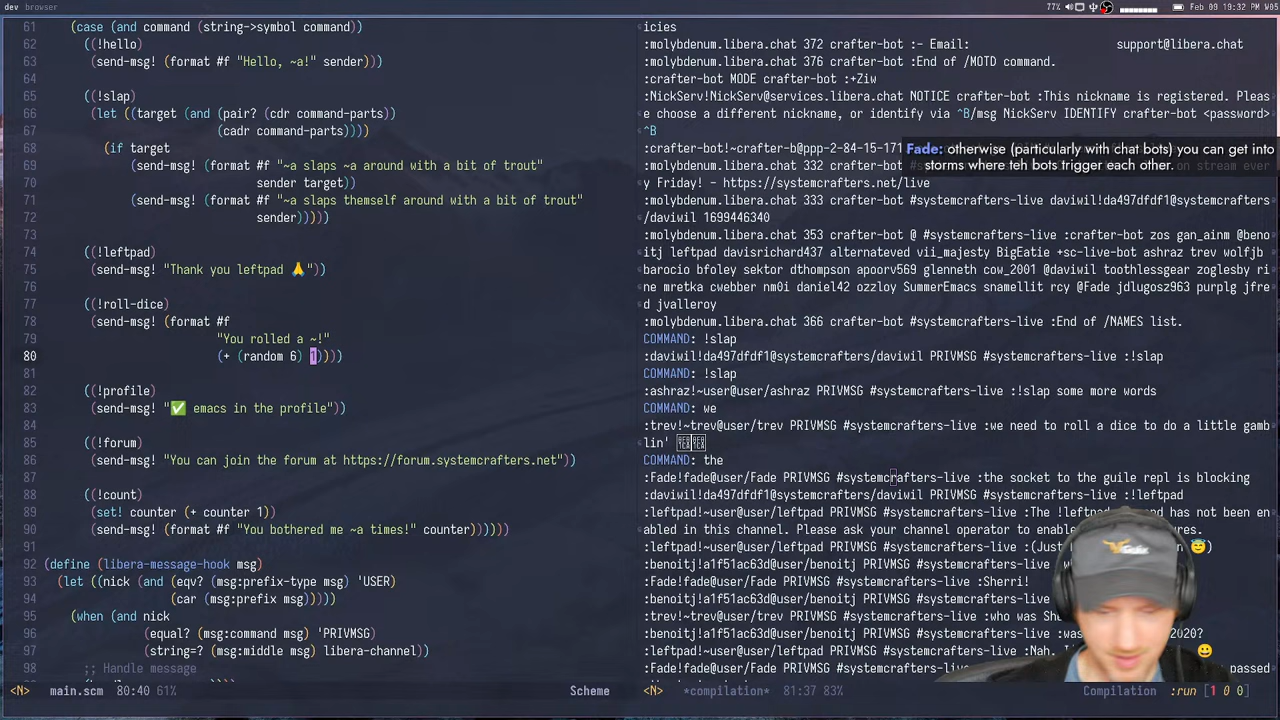 dev browser
77% Feb 09 19:32 PM W05
61 (case (and command (string->symbol command))
62 ((!hello)
63 (send-msg! (format #f "Hello, ~a!" sender)))
64
65 ((!slap)
66 (let ((target (and (pair? (cdr command-parts))
67 (cadr command-parts))))
68 (if target
69 (send-msg! (format #f "~a slaps ~a around with a bit of trout"
70 sender target))
71 (send-msg! (format #f "~a slaps themself around with a bit of trout"
72 sender)))))
73
74 ((!leftpad)
75 (send-msg! "Thank you leftpad 🙏"))
76
77 ((!roll-dice)
78 (send-msg! (format #f
79 "You rolled a ~!"
80 (+ (random 6) 1))))
81
82 ((!profile)
83 (send-msg! "✅ emacs in the profile"))
84
85 ((!forum)
86 (send-msg! "You can join the forum at https://forum.systemcrafters.net"))
87
88 ((!count)
89 (set! counter (+ counter 1))
90 (send-msg! (format #f "You bothered me ~a times!" counter))))))
91
92 (define (libera-message-hook msg)
93 (let ((nick (and (eqv? (msg:prefix-type msg) 'USER)
94 (car (msg:prefix msg)))))
95 (when (and nick
96 (equal? (msg:command msg) 'PRIVMSG)
97 (string=? (msg:middle msg) libera-channel))
98 ;; Handle message
<N> main.scm 80:40 61% Scheme
icies
:molybdenum.libera.chat 372 crafter-bot :- Email: support@libera.chat
:molybdenum.libera.chat 376 crafter-bot :End of /MOTD command.
:crafter-bot MODE crafter-bot :+Ziw
:NickServ!NickServ@services.libera.chat NOTICE crafter-bot :This nickname is registered. Pleas
e choose a different nickname, or identify via ^B/msg NickServ IDENTIFY crafter-bot <password>
^B
:crafter-bot!~crafter-b@ppp-2-84-15-171
Fade: otherwise (particularly with chat bots) you can get into
storms where teh bots trigger each other.
:molybdenum.libera.chat 332 crafter-bot on stream ever
y Friday! - https://systemcrafters.net/live
:molybdenum.libera.chat 333 crafter-bot #systemcrafters-live daviwil!da497dfdf1@systemcrafters
/daviwil 1699446340
:molybdenum.libera.chat 353 crafter-bot @ #systemcrafters-live :crafter-bot zos gan_ainm @beno
itj leftpad davisrichard437 alternateved vii_majesty BigEatie +sc-live-bot ashraz trev wolfjb
barocio bfoley sektor dthompson apoorv569 glenneth cow_2001 @daviwil toothlessgear zoglesby ri
ne mretka cwebber nm0i daniel42 ozzloy SummerEmacs snamellit rcy @Fade jdlugosz963 purplg jfre
d jvalleroy
:molybdenum.libera.chat 366 crafter-bot #systemcrafters-live :End of /NAMES list.
COMMAND: !slap
:daviwil!da497dfdf1@systemcrafters/daviwil PRIVMSG #systemcrafters-live :!slap
COMMAND: !slap
:ashraz!~user@user/ashraz PRIVMSG #systemcrafters-live :!slap some more words
COMMAND: we
:trev!~trev@user/trev PRIVMSG #systemcrafters-live :we need to roll a dice to do a little gamb
lin'
COMMAND: the
:Fade!fade@user/Fade PRIVMSG #systemcrafters-live :the socket to the guile repl is blocking
:daviwil!da497dfdf1@systemcrafters/daviwil PRIVMSG #systemcrafters-live :!leftpad
:leftpad!~user@user/leftpad PRIVMSG #systemcrafters-live :The !leftpad has not been en
abled in this channel. Please ask your channel operator to enable
:leftpad!~user@user/leftpad PRIVMSG #systemcrafters-live :(Just 😇)
:benoitj!a1f51ac63d@user/benoitj PRIVMSG #systemcrafters-live
:Fade!fade@user/Fade PRIVMSG #systemcrafters-live :Sherri!
:benoitj!a1f51ac63d@user/benoitj PRIVMSG #systemcrafters-live
:trev!~trev@user/trev PRIVMSG #systemcrafters-live :who was
:benoitj!a1f51ac63d@user/benoitj PRIVMSG #systemcrafters-live :was 2020?
:leftpad!~user@user/leftpad PRIVMSG #systemcrafters-live :Nah. 😀
:Fade!fade@user/Fade PRIVMSG #systemcrafters-live passed
<N> *compilation* 81:37 83% Compilation :run [1 0 0]